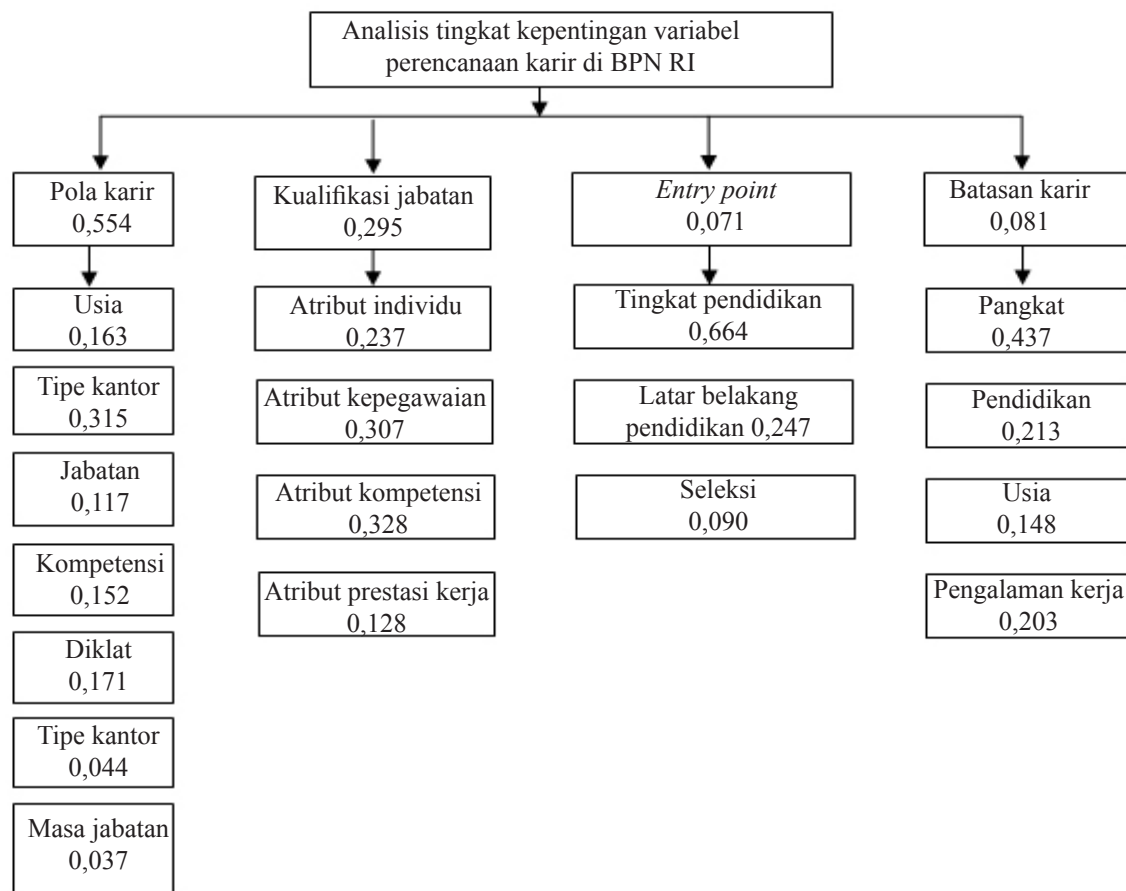 Analisis tingkat kepentingan variabel
perencanaan karir di BPN RI
Pola karir
0,554
Usia
0,163
Tipe kantor
0,315
Jabatan
0,117
Kompetensi
0,152
Diklat
0,171
Tipe kantor
0,044
Masa jabatan
0,037
Kualifikasi jabatan
0,295
Atribut individu
0,237
Atribut kepegawaian
0,307
Atribut kompetensi
0,328
Atribut prestasi kerja
0,128
Entry point
0,071
Tingkat pendidikan
0,664
Latar belakang
pendidikan 0,247
Seleksi
0,090
Batasan karir
0,081
Pangkat
0,437
Pendidikan
0,213
Usia
0,148
Pengalaman kerja
0,203